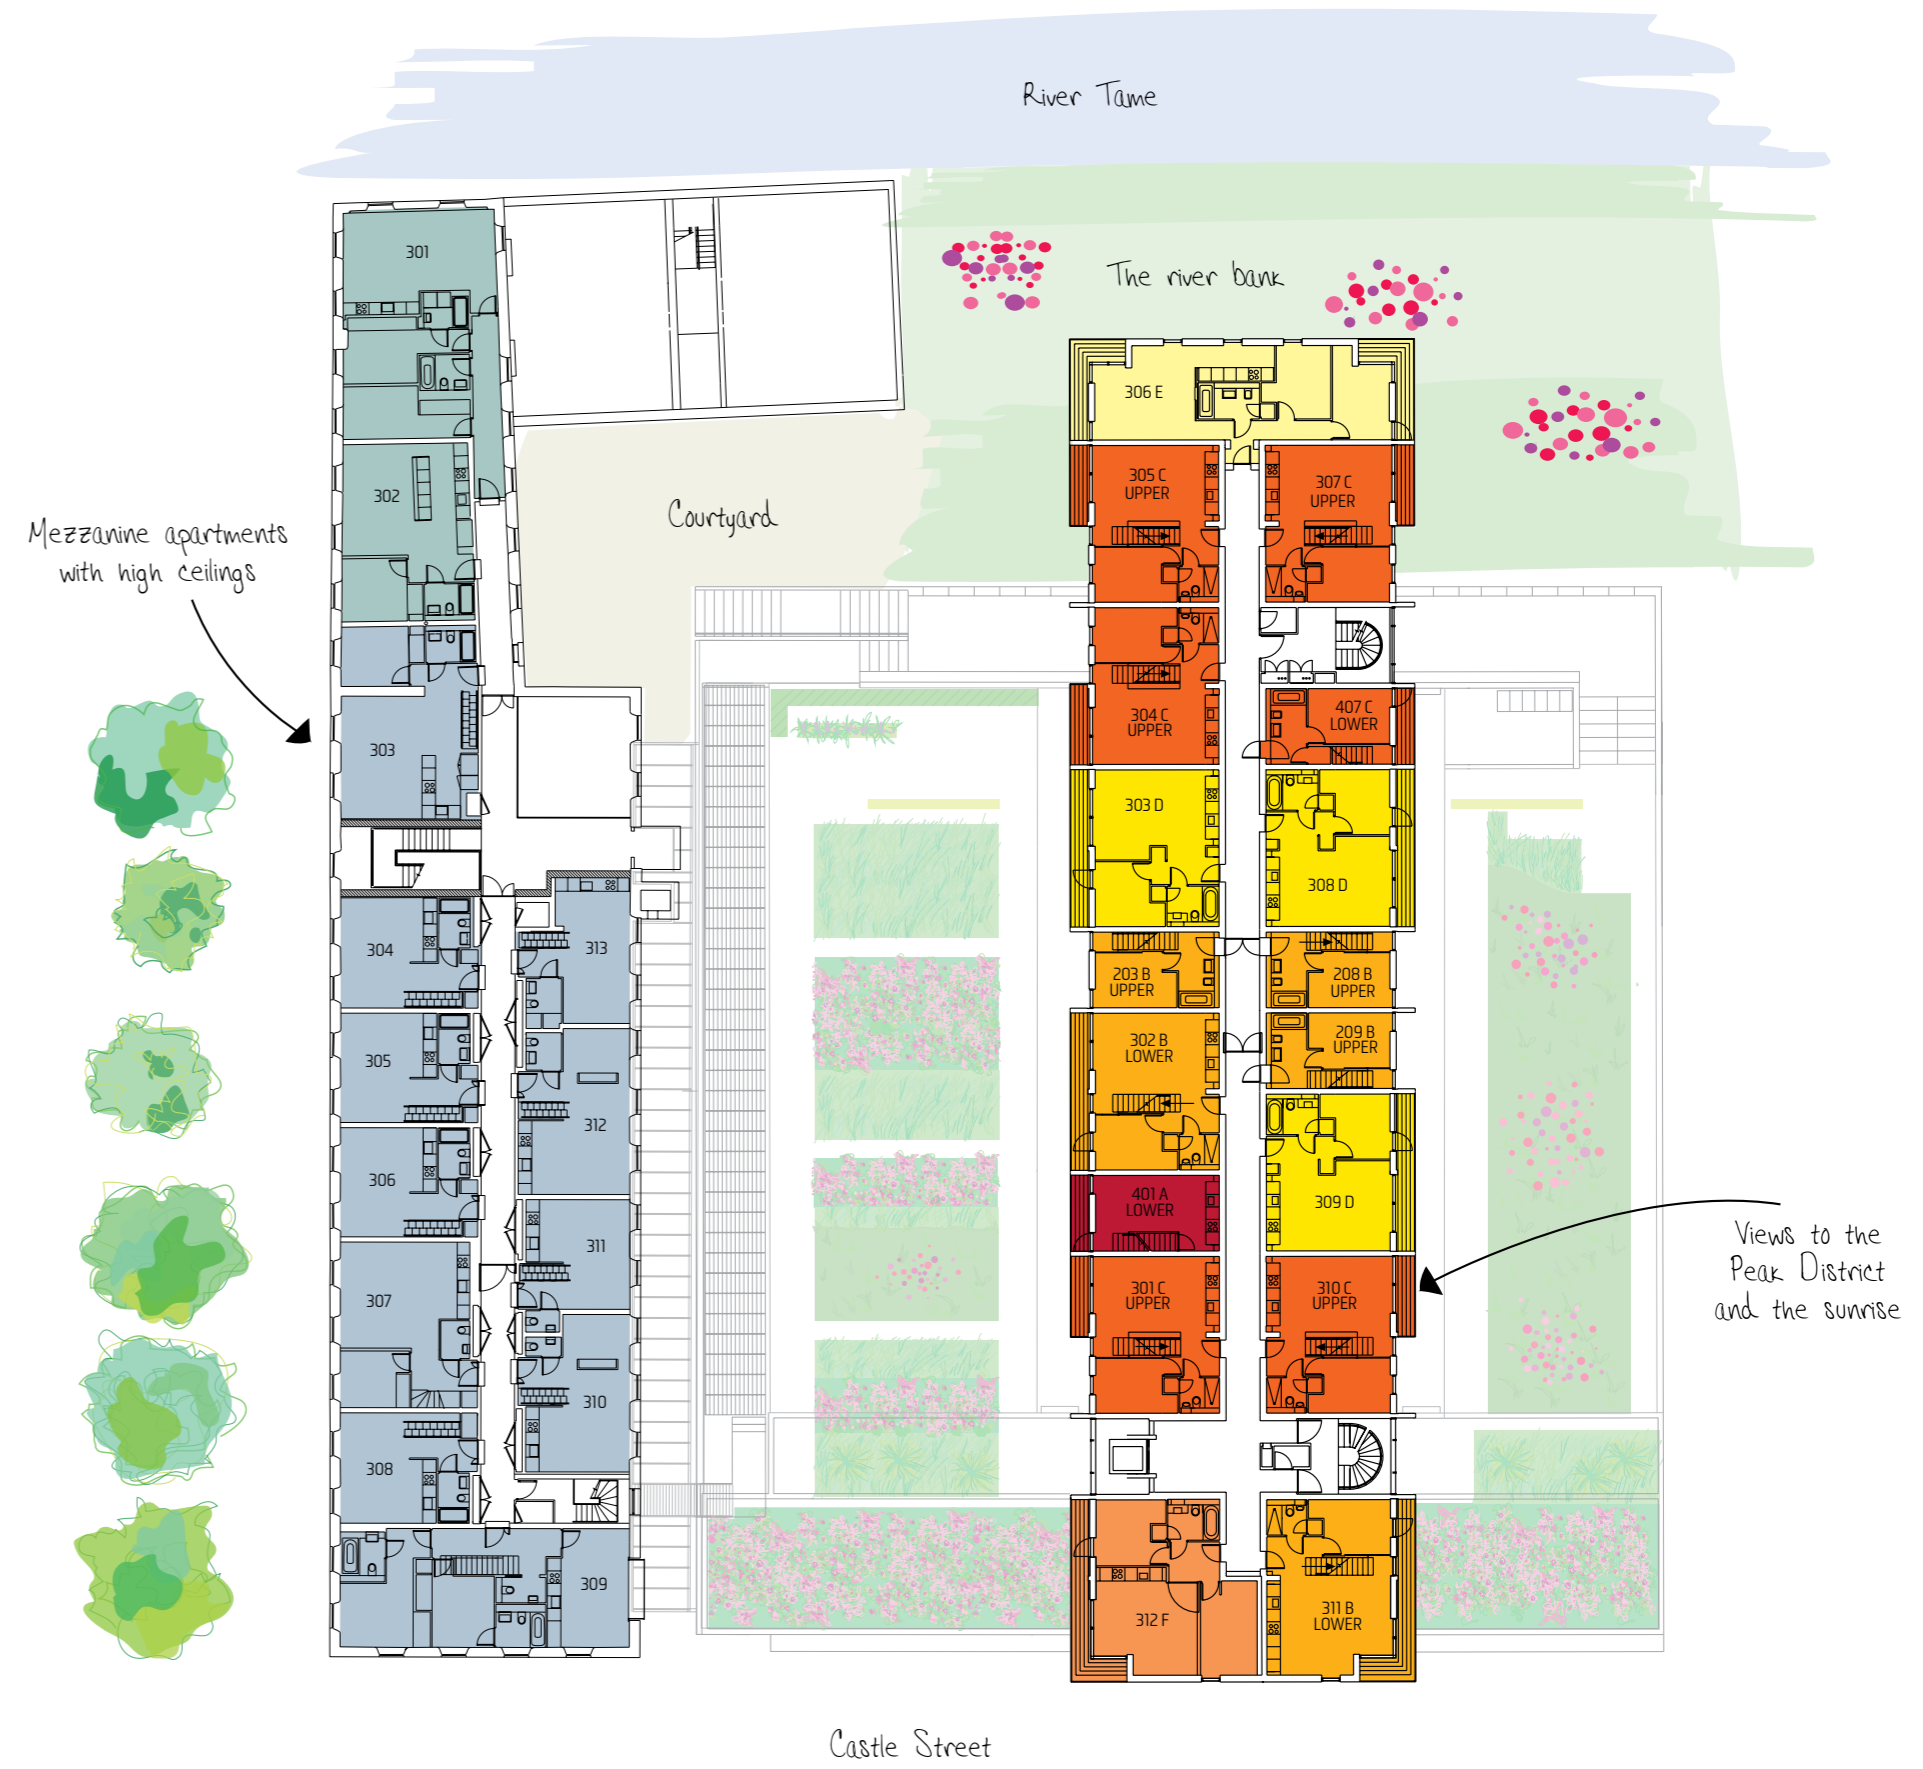 River Tame
The river bank
Courtyard
Mezzanine apartments
with high ceilings
301
302
303
304
305
306
307
308
309
313
312
311
310
306 E
305 C
UPPER
307 C
UPPER
304 C
UPPER
407 C
LOWER
303 D
308 D
203 B
UPPER
208 B
UPPER
302 B
LOWER
209 B
UPPER
401 A
LOWER
309 D
301 C
UPPER
310 C
UPPER
312 F
311 B
LOWER
Views to the
Peak District
and the sunrise
Castle Street